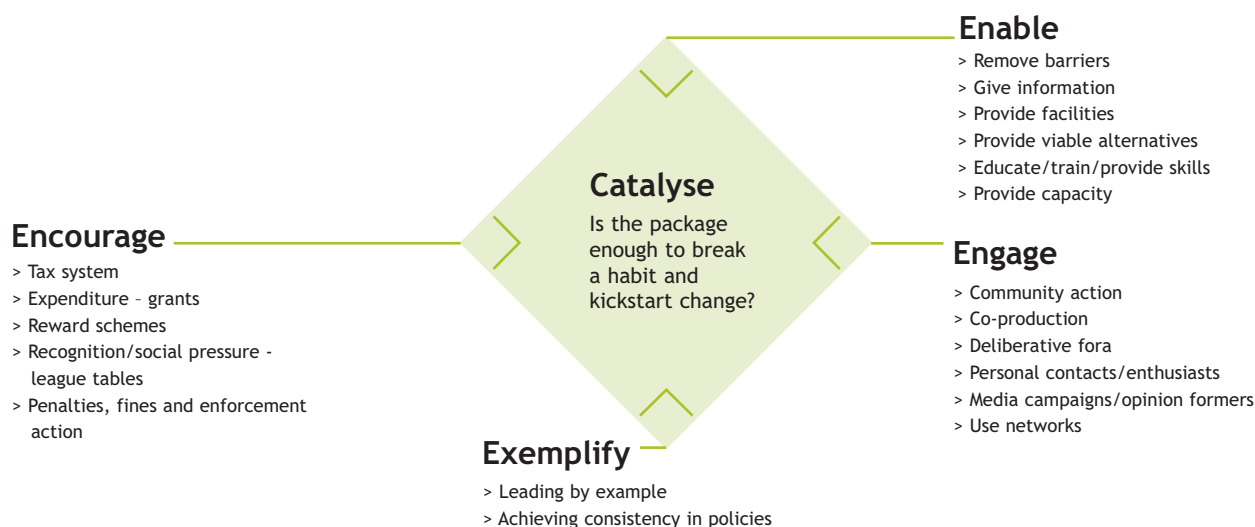 Enable
> Remove barriers
> Give information
> Provide facilities
> Provide viable alternatives
> Educate/train/provide skills
> Provide capacity
Catalyse
Is the package
enough to break
a habit and
kickstart change?
Encourage
> Tax system
> Expenditure – grants
> Reward schemes
> Recognition/social pressure -
league tables
> Penalties, fines and enforcement
action
Engage
> Community action
> Co-production
> Deliberative fora
> Personal contacts/enthusiasts
> Media campaigns/opinion formers
> Use networks
Exemplify
> Leading by example
> Achieving consistency in policies